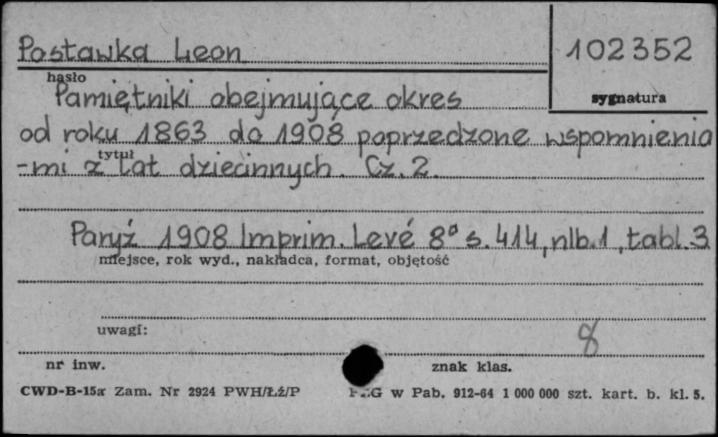 Postawka Leon
102352
hasło
sygnatura
Pamiętniki obejmujące okres
od roku 1863 do 1908 poprzedzone wspomnienia
-mi z lat dziecinnych. Cz. 2.
tytuł
Paryż 1908 Imprim. Levé 8° s. 414, nlb. 1, tabl. 3
miejsce, rok wyd., nakładca, format, objętość
uwagi:
8
nr inw.
znak klas.
CWD-B-15a Zam. Nr 2924 PWH/Łź/P
w Pab. 912-64 1 000 000 szt. kart. b. kl. 5.